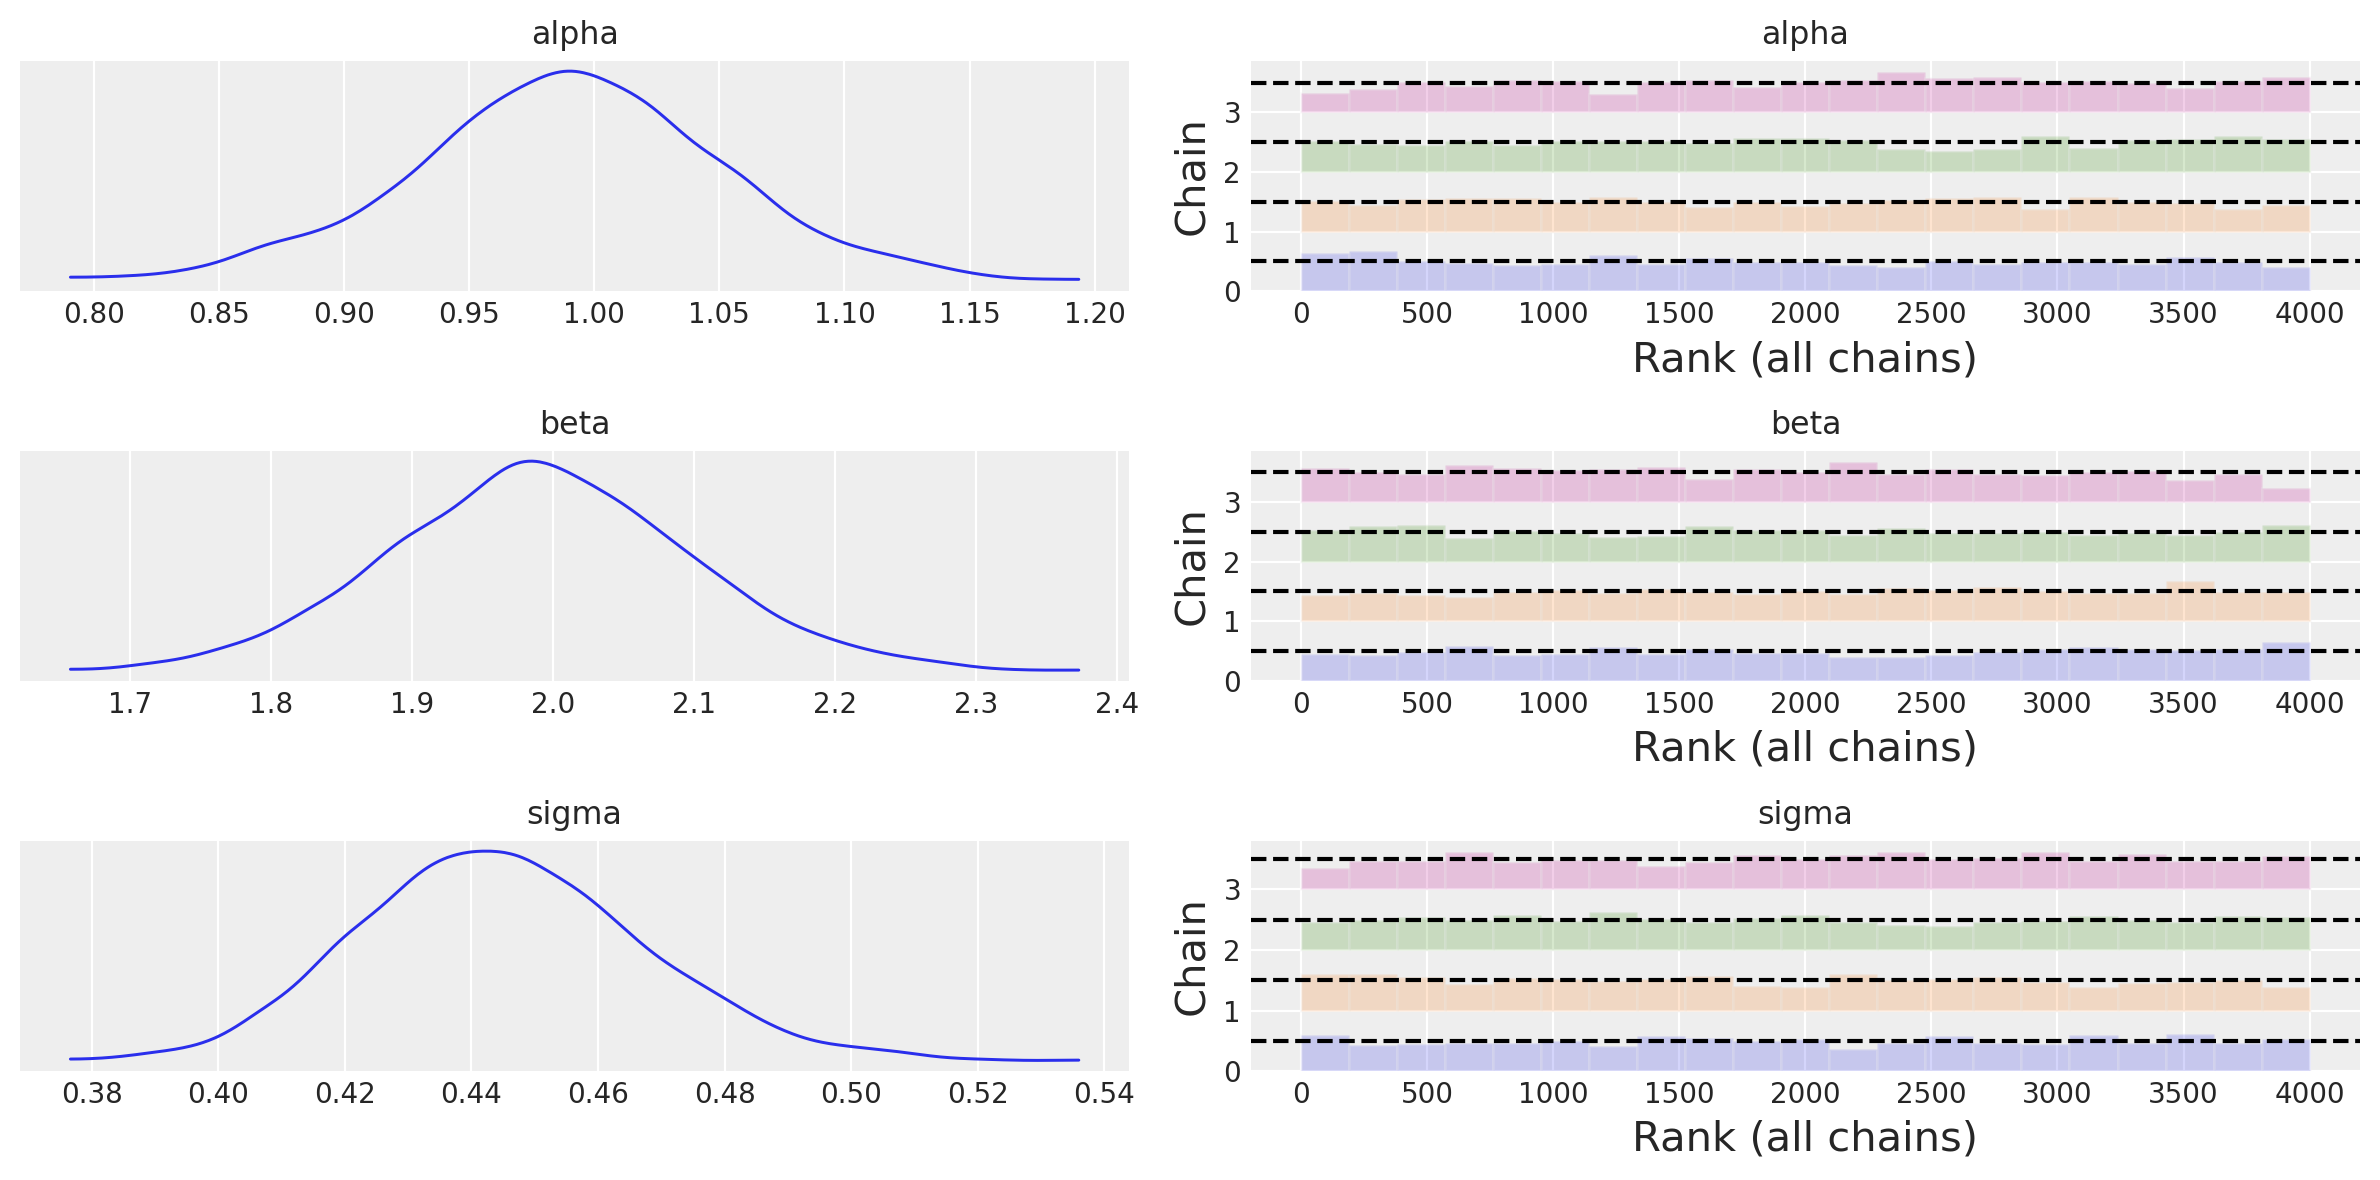 alpha
0.80 0.85 0.90 0.95 1.00 1.05 1.10 1.15 1.20
alpha
Chain
3
2
1
0
0 500 1000 1500 2000 2500 3000 3500 4000
Rank (all chains)
beta
1.7 1.8 1.9 2.0 2.1 2.2 2.3 2.4
beta
Chain
3
2
1
0
0 500 1000 1500 2000 2500 3000 3500 4000
Rank (all chains)
sigma
0.38 0.40 0.42 0.44 0.46 0.48 0.50 0.52 0.54
sigma
Chain
3
2
1
0
0 500 1000 1500 2000 2500 3000 3500 4000
Rank (all chains)